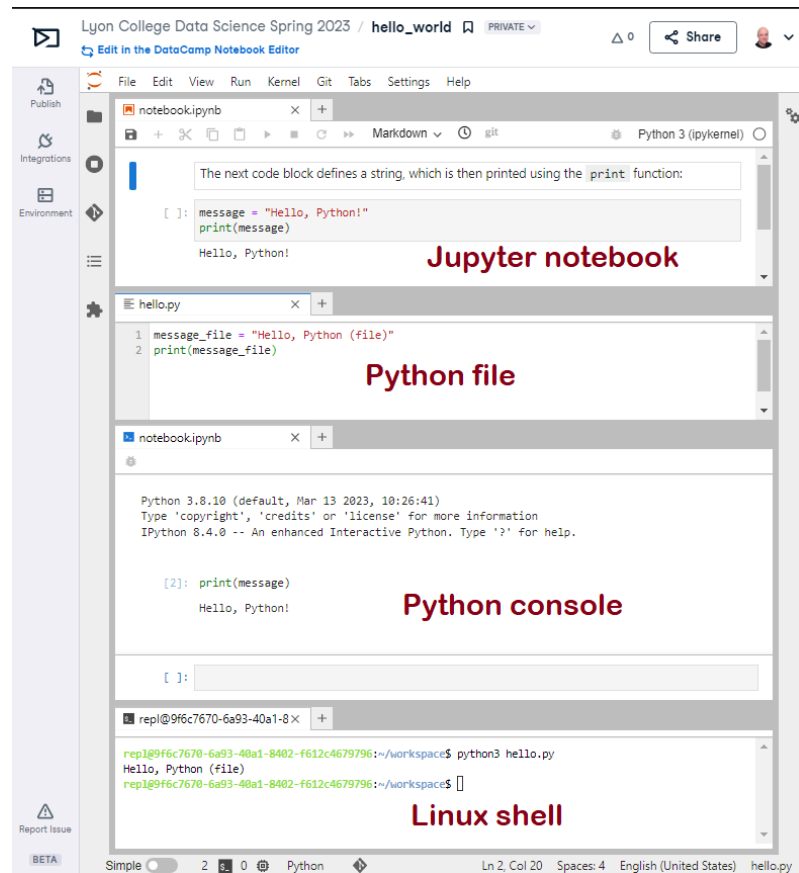 Lyon College Data Science Spring 2023 / hello_world PRIVATE
Edit in the DataCamp Notebook Editor
0
Share
Publish
Integrations
Environment
File Edit View Run Kernel Git Tabs Settings Help
notebook.ipynb × +
Markdown git Python 3 (ipykernel)
The next code block defines a string, which is then printed using the print function:
[ ]: message = "Hello, Python!"
print(message)
Hello, Python!
Jupyter notebook
hello.py × +
1 message_file = "Hello, Python (file)"
2 print(message_file)
Python file
notebook.ipynb × +
Python 3.8.10 (default, Mar 13 2023, 10:26:41)
Type 'copyright', 'credits' or 'license' for more information
IPython 8.4.0 -- An enhanced Interactive Python. Type '?' for help.
[2]: print(message)
Hello, Python!
Python console
[ ]:
repl@9f6c7670-6a93-40a1-8 × +
repl@9f6c7670-6a93-40a1-8402-f612c4679796:~/workspace$ python3 hello.py
Hello, Python (file)
repl@9f6c7670-6a93-40a1-8402-f612c4679796:~/workspace$
Linux shell
Report Issue
BETA
Simple 2 0 Python Ln 2, Col 20 Spaces: 4 English (United States) hello.py